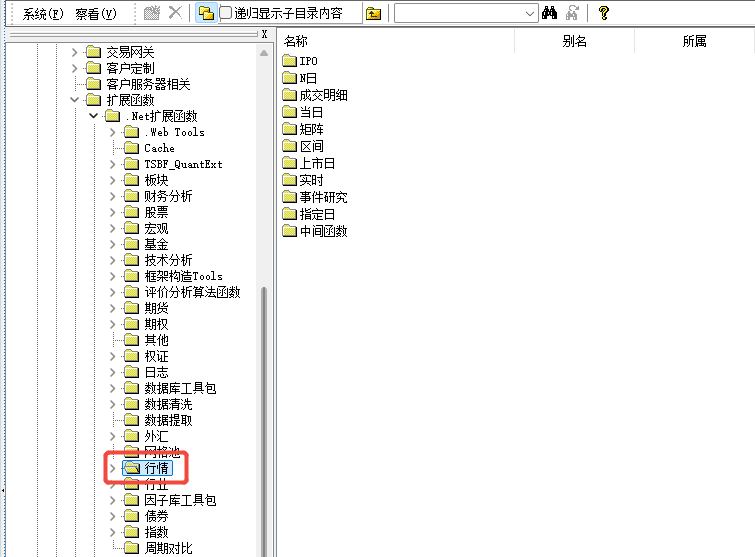 系统(F) 察看(V) 递归显示子目录内容
X
交易网关
客户定制
客户服务器相关
扩展函数
.Net扩展函数
.Web Tools
Cache
TSBF_QuantExt
板块
财务分析
股票
宏观
基金
技术分析
框架构造Tools
评价分析算法函数
期货
期权
其他
权证
日志
数据库工具包
数据清洗
数据提取
外汇
网格池
行情
行业
因子库工具包
债券
指数
周期对比
名称 别名 所属
IPO
N日
成交明细
当日
矩阵
区间
上市日
实时
事件研究
指定日
中间函数